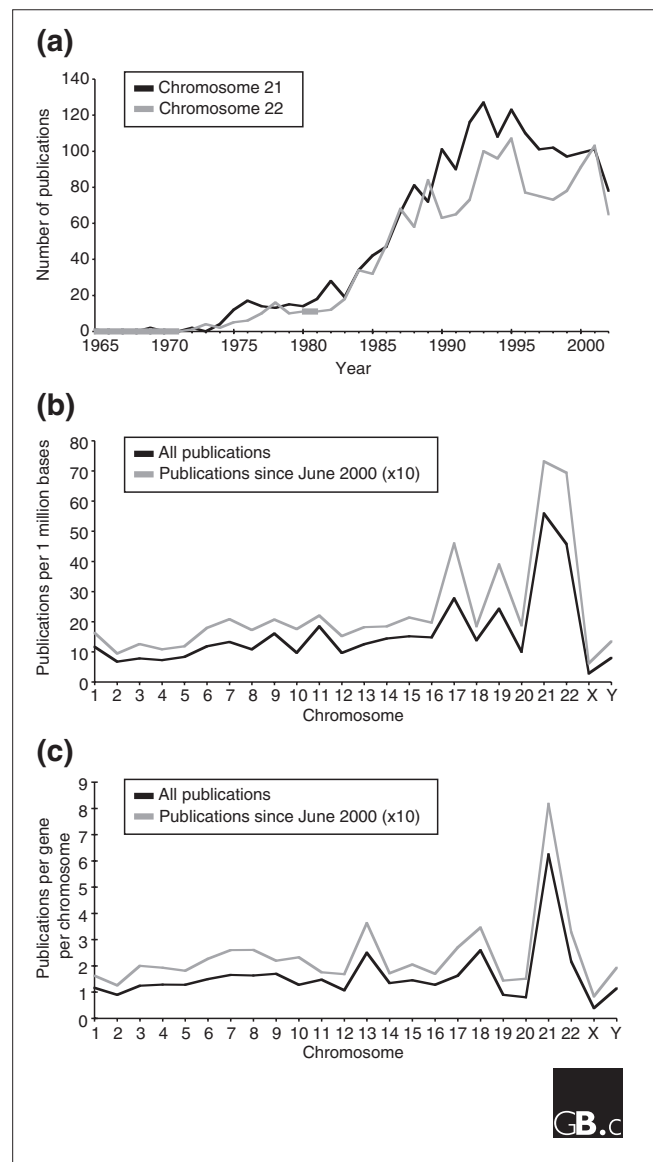 (a)
Number of publications
140
120
100
80
60
40
20
0
Chromosome 21
Chromosome 22
1965 1970 1975 1980 1985 1990 1995 2000
Year
(b)
Publications per 1 million bases
80
70
60
50
40
30
20
10
0
All publications
Publications since June 2000 (x10)
1 2 3 4 5 6 7 8 9 10 11 12 13 14 15 16 17 18 19 20 21 22 X Y
Chromosome
(c)
Publications per gene
per chromosome
9
8
7
6
5
4
3
2
1
0
All publications
Publications since June 2000 (x10)
1 2 3 4 5 6 7 8 9 10 11 12 13 14 15 16 17 18 19 20 21 22 X Y
Chromosome
GB.c